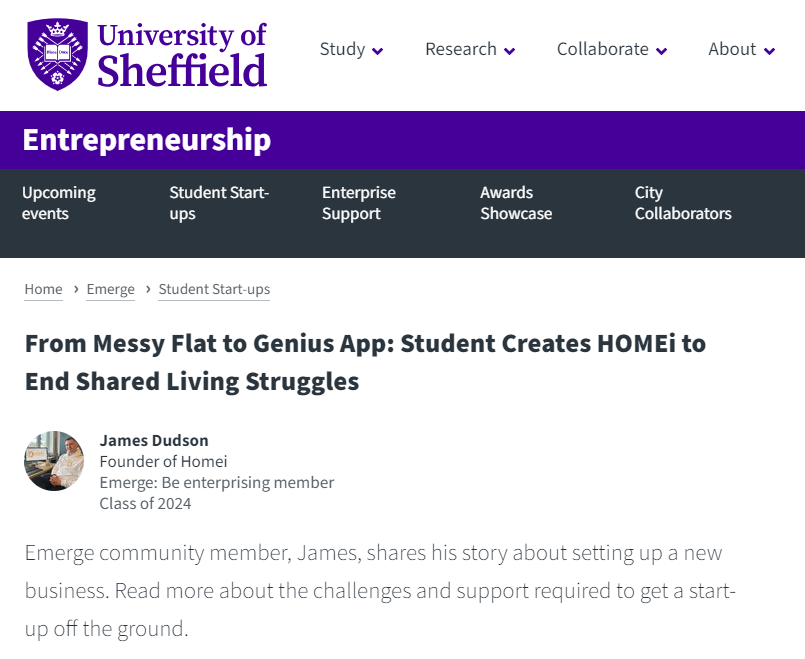 University of
Sheffield
Study
Research
Collaborate
About
Entrepreneurship
Upcoming
events
Student Start-
ups
Enterprise
Support
Awards
Showcase
City
Collaborators
Home › Emerge › Student Start-ups
From Messy Flat to Genius App: Student Creates HOMEi to
End Shared Living Struggles
James Dudson
Founder of Homei
Emerge: Be enterprising member
Class of 2024
Emerge community member, James, shares his story about setting up a new
business. Read more about the challenges and support required to get a start-
up off the ground.